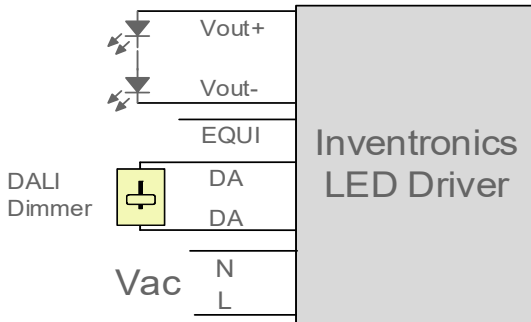 Vout+
Vout-
EQUI
DALI
Dimmer
DA
DA
Vac
N
L
Inventronics
LED Driver